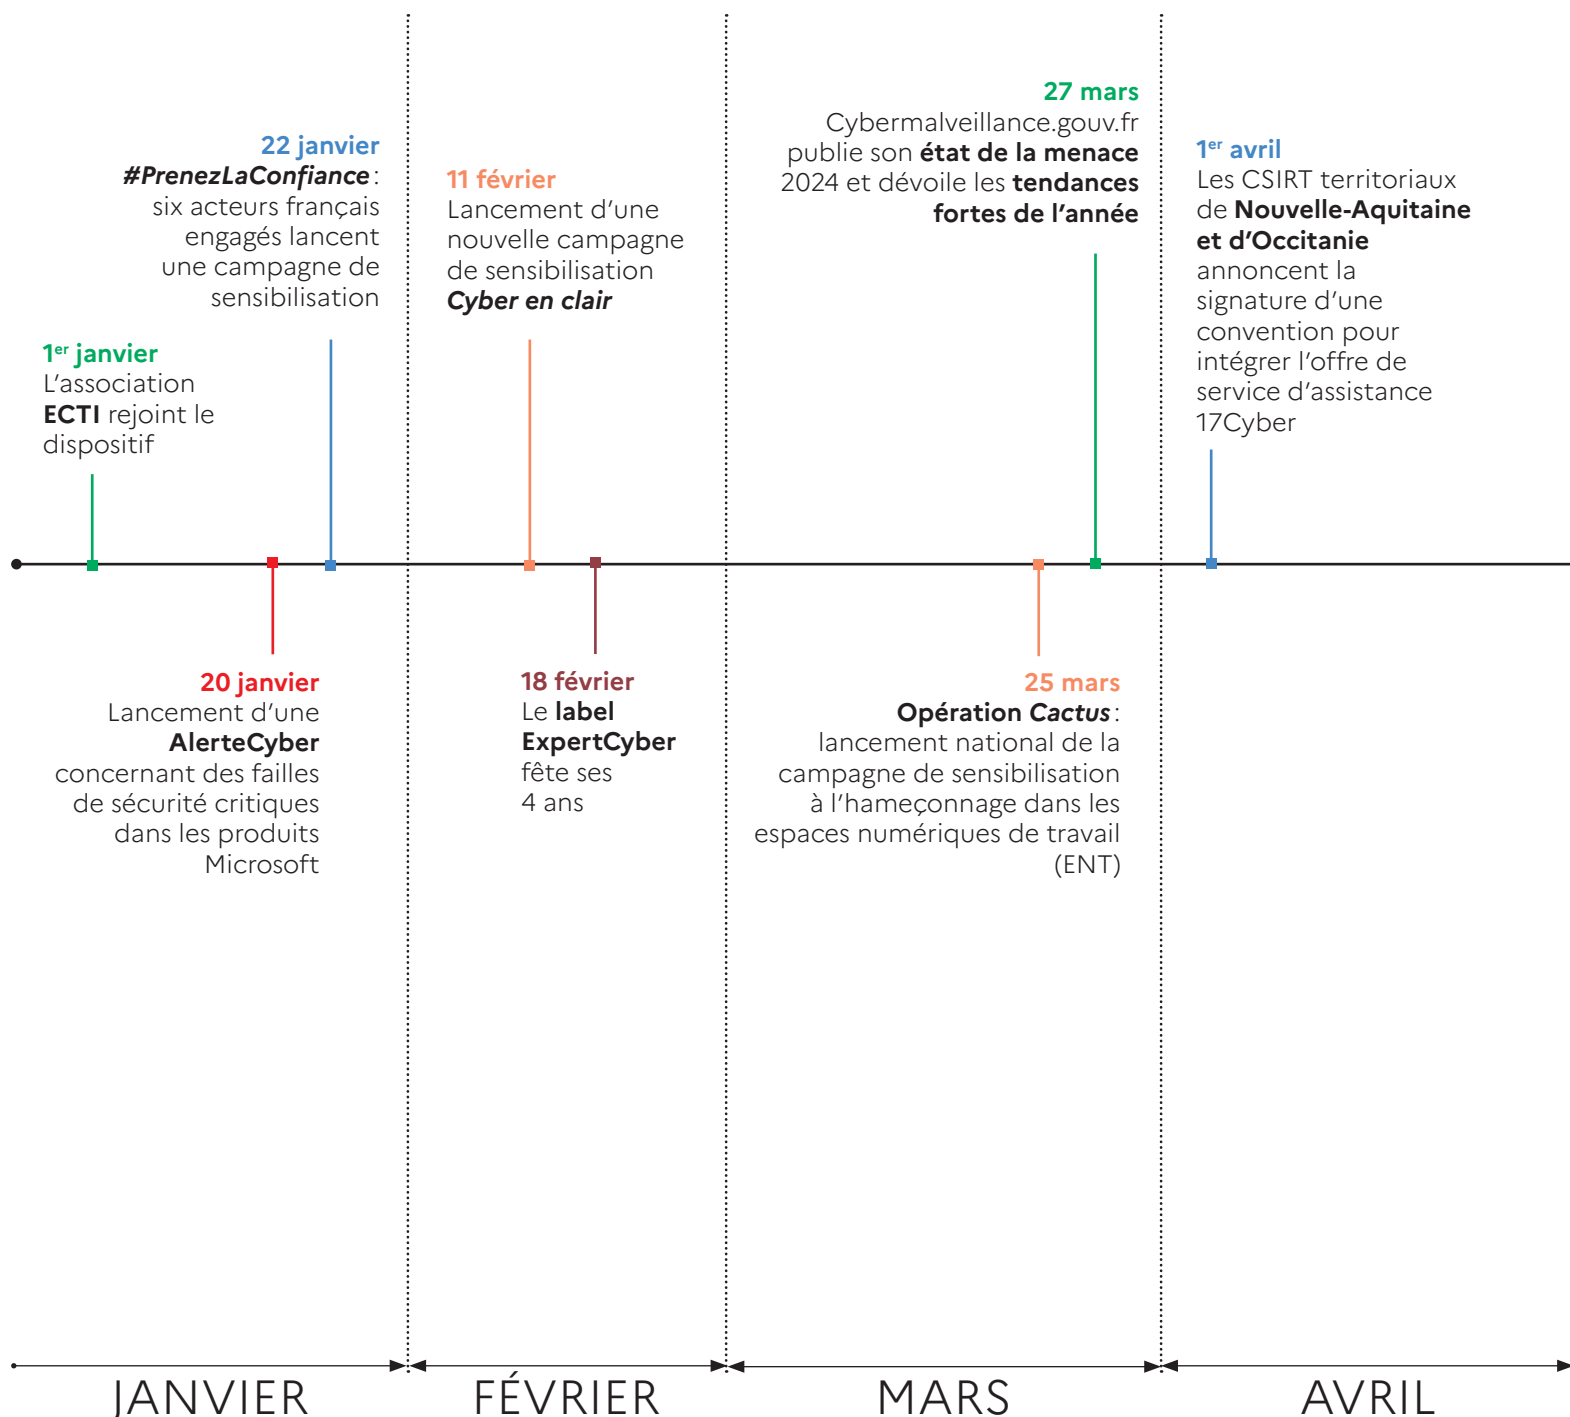 1er janvier
L'association
ECTI rejoint le
dispositif
20 janvier
Lancement d'une
AlerteCyber
concernant des failles
de sécurité critiques
dans les produits
Microsoft
22 janvier
#PrenezLaConfiance :
six acteurs français
engagés lancent
une campagne de
sensibilisation
11 février
Lancement d'une
nouvelle campagne
de sensibilisation
Cyber en clair
18 février
Le label
ExpertCyber
fête ses
4 ans
25 mars
Opération Cactus :
lancement national de la
campagne de sensibilisation
à l'hameçonnage dans les
espaces numériques de travail
(ENT)
27 mars
Cybermalveillance.gouv.fr
publie son état de la menace
2024 et dévoile les tendances
fortes de l'année
1er avril
Les CSIRT territoriaux
de Nouvelle-Aquitaine
et d'Occitanie
annoncent la
signature d'une
convention pour
intégrer l'offre de
service d'assistance
17Cyber
JANVIER
FÉVRIER
MARS
AVRIL